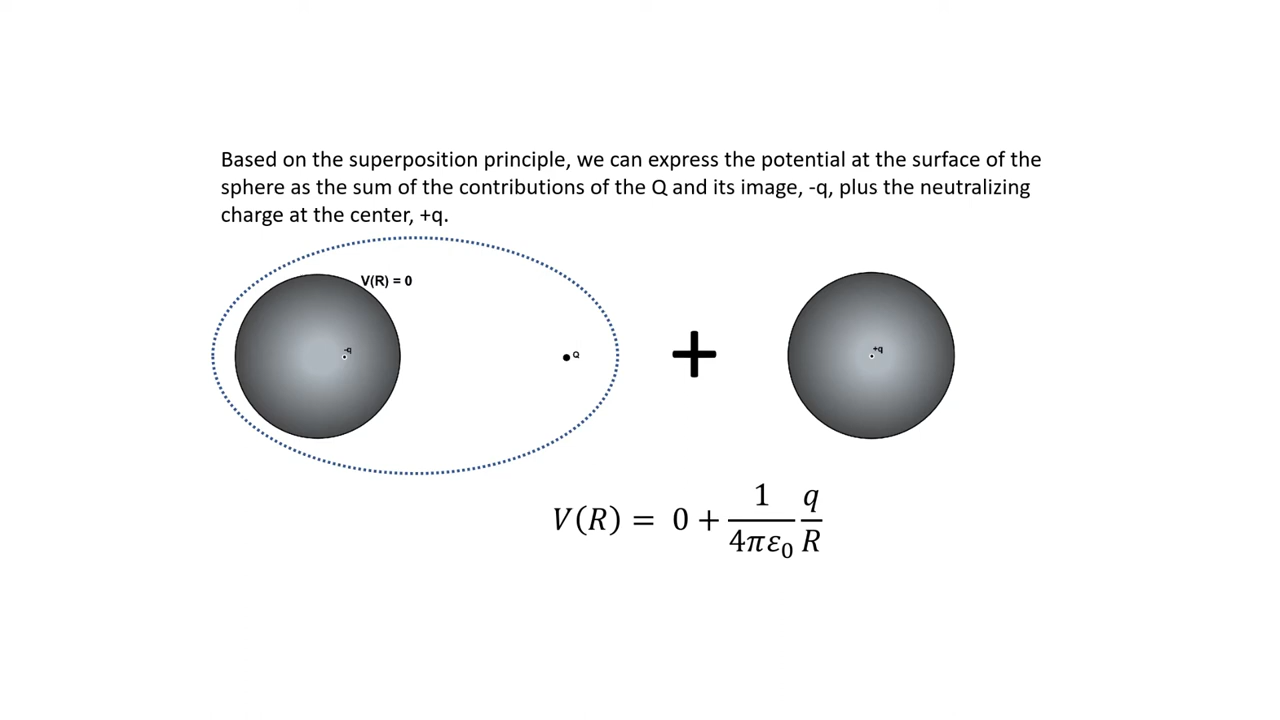 Based on the superposition principle, we can express the potential at the surface of the
sphere as the sum of the contributions of the Q and its image, -q, plus the neutralizing
charge at the center, +q.
V(R) = 0
-q
Q
+
+q
V(R) = 0 + 1/(4πε₀) q/R